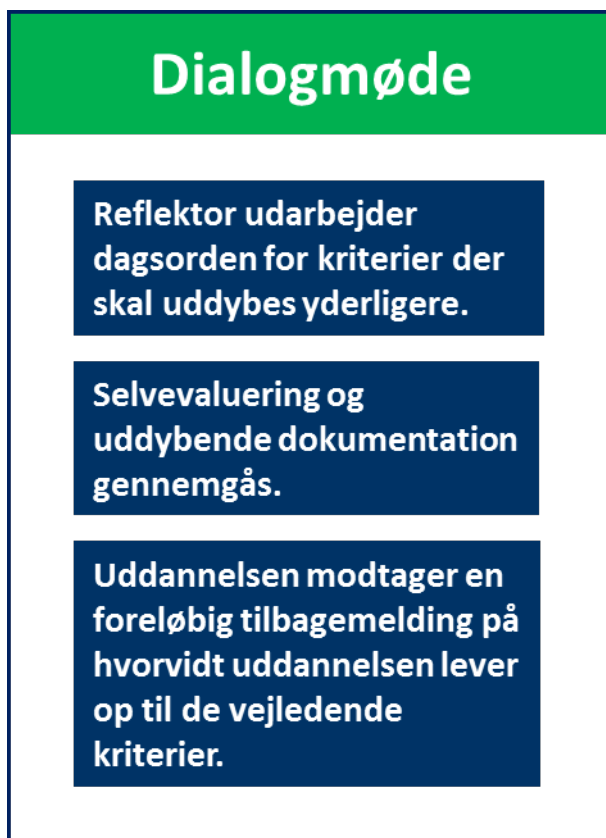 Dialogmøde
Reflektor udarbejder
dagsorden for kriterier der
skal uddybes yderligere.
Selvevaluering og
uddybende dokumentation
gennemgås.
Uddannelsen modtager en
foreløbig tilbagemelding på
hvorvidt uddannelsen lever
op til de vejledende
kriterier.